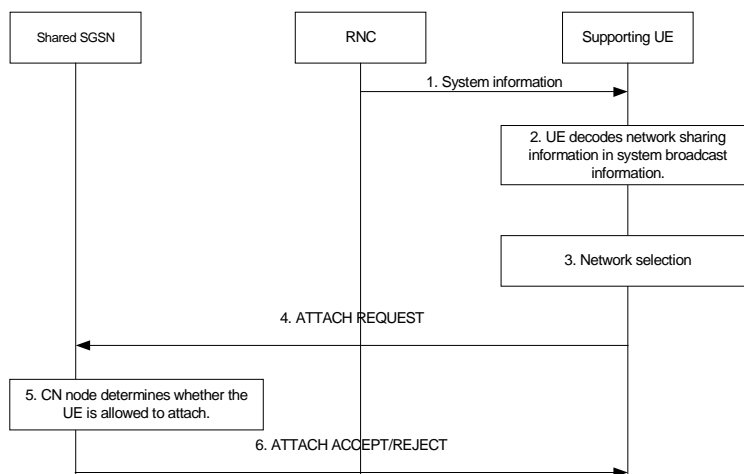 Shared SGSN
RNC
Supporting UE
1. System information
2. UE decodes network sharing
information in system broadcast
information.
3. Network selection
4. ATTACH REQUEST
5. CN node determines whether the
UE is allowed to attach.
6. ATTACH ACCEPT/REJECT